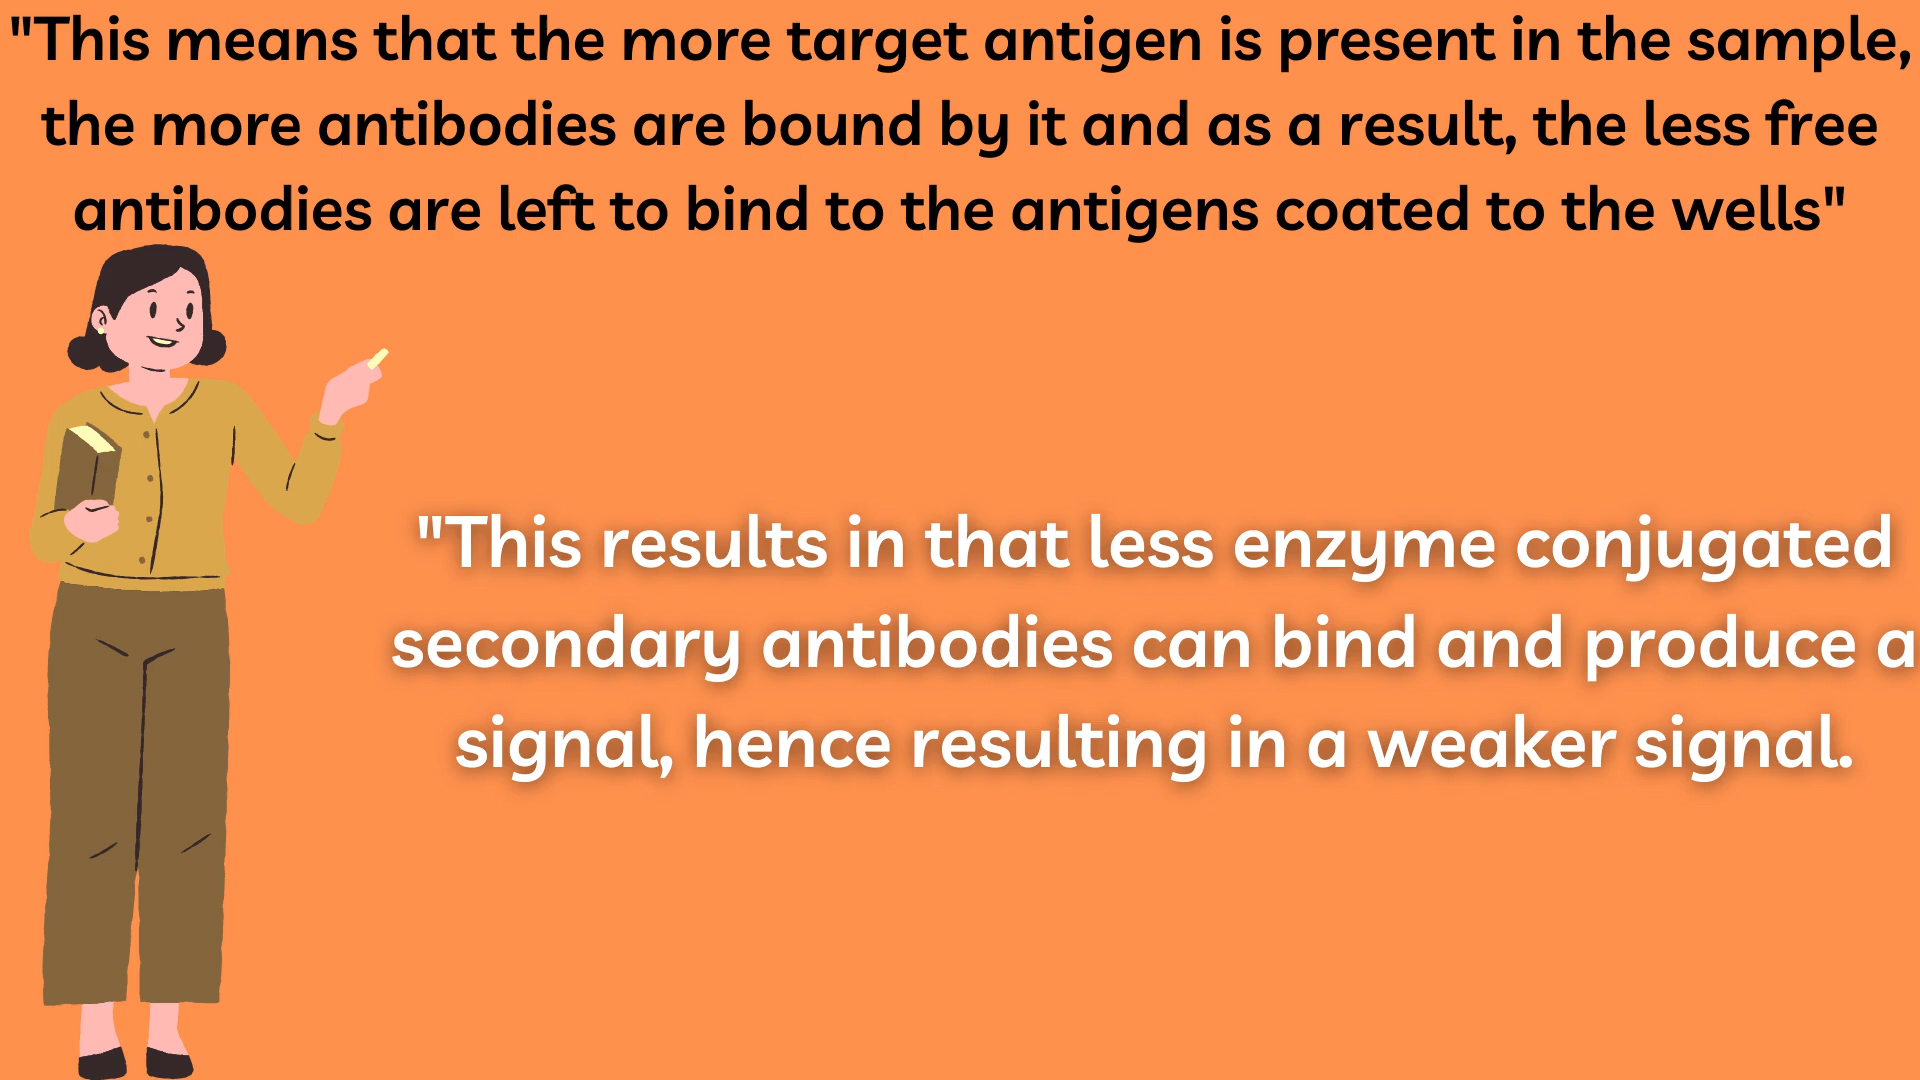 "This means that the more target antigen is present in the sample,
the more antibodies are bound by it and as a result, the less free
antibodies are left to bind to the antigens coated to the wells"
"This results in that less enzyme conjugated
secondary antibodies can bind and produce a
signal, hence resulting in a weaker signal.